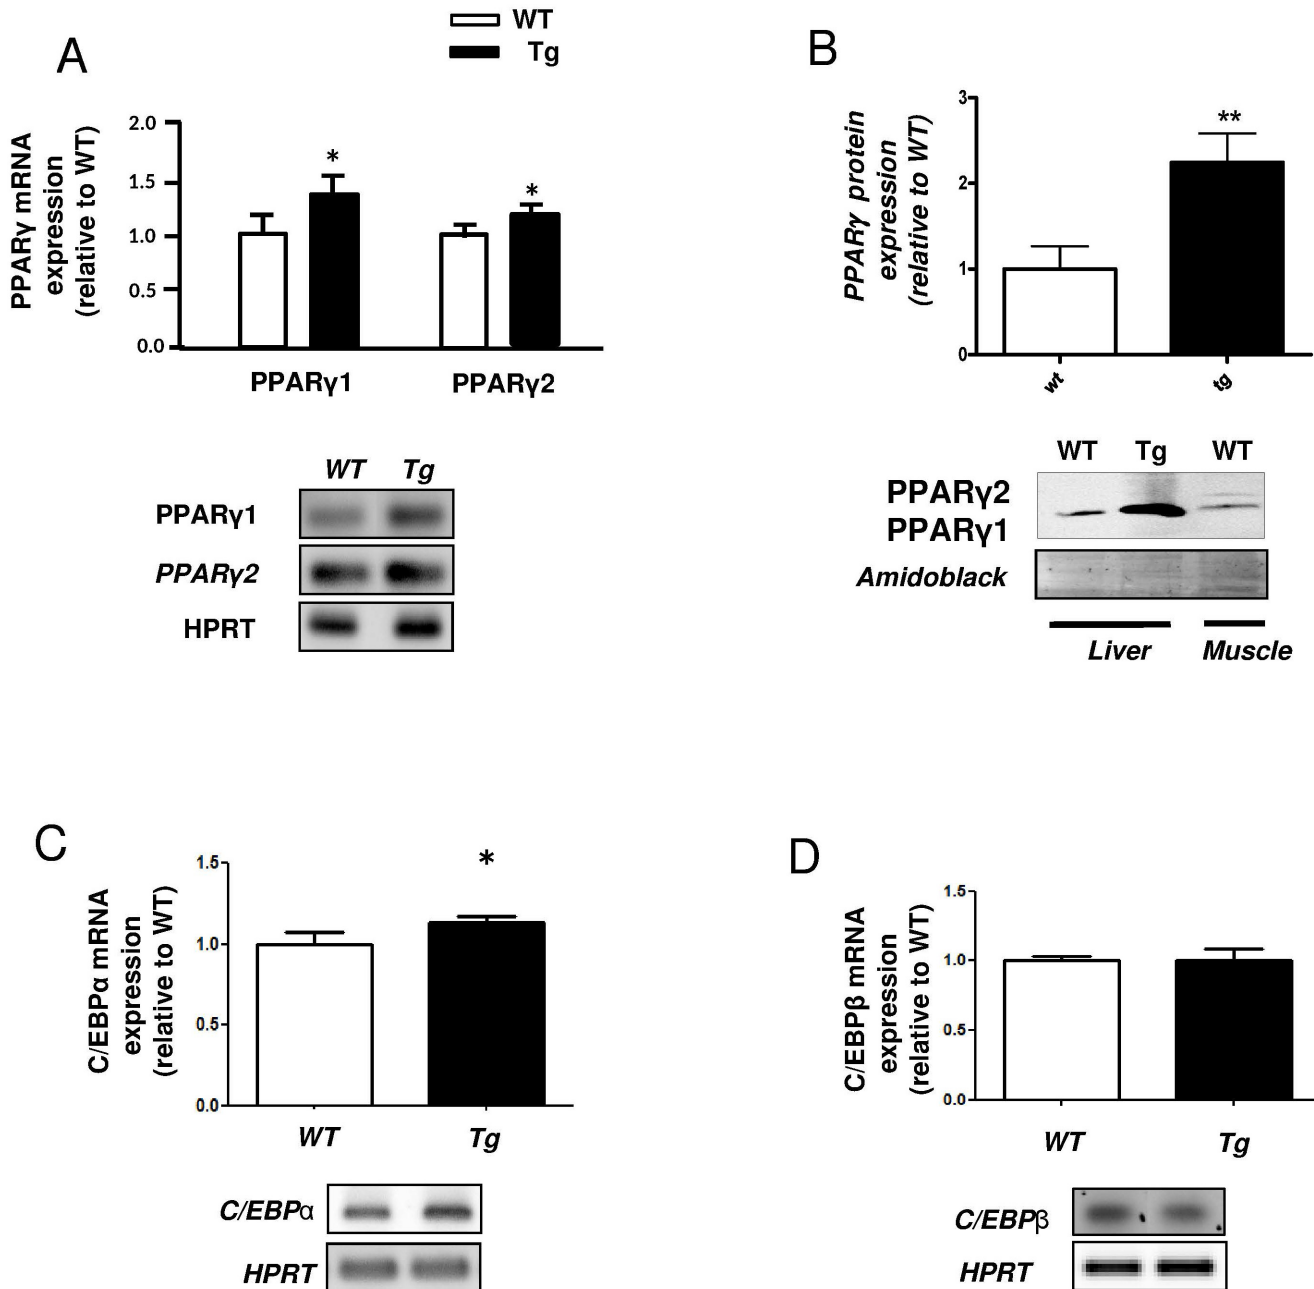 WT
Tg
A
PPARγ mRNA
expression
(relative to WT)
2.0
1.5
1.0
0.5
0.0
*
*
PPARγ1
PPARγ2
WT Tg
PPARγ1
PPARγ2
HPRT
B
PPARγ protein
expression
(relative to WT)
3
2
1
0
**
wt
tg
WT Tg WT
PPARγ2
PPARγ1
Amidoblack
Liver
Muscle
C
C/EBPα mRNA
expression
(relative to WT)
1.5
1.0
0.5
0.0
*
WT
Tg
C/EBPα
HPRT
D
C/EBPβ mRNA
expression
(relative to WT)
1.5
1.0
0.5
0.0
WT
Tg
C/EBPβ
HPRT